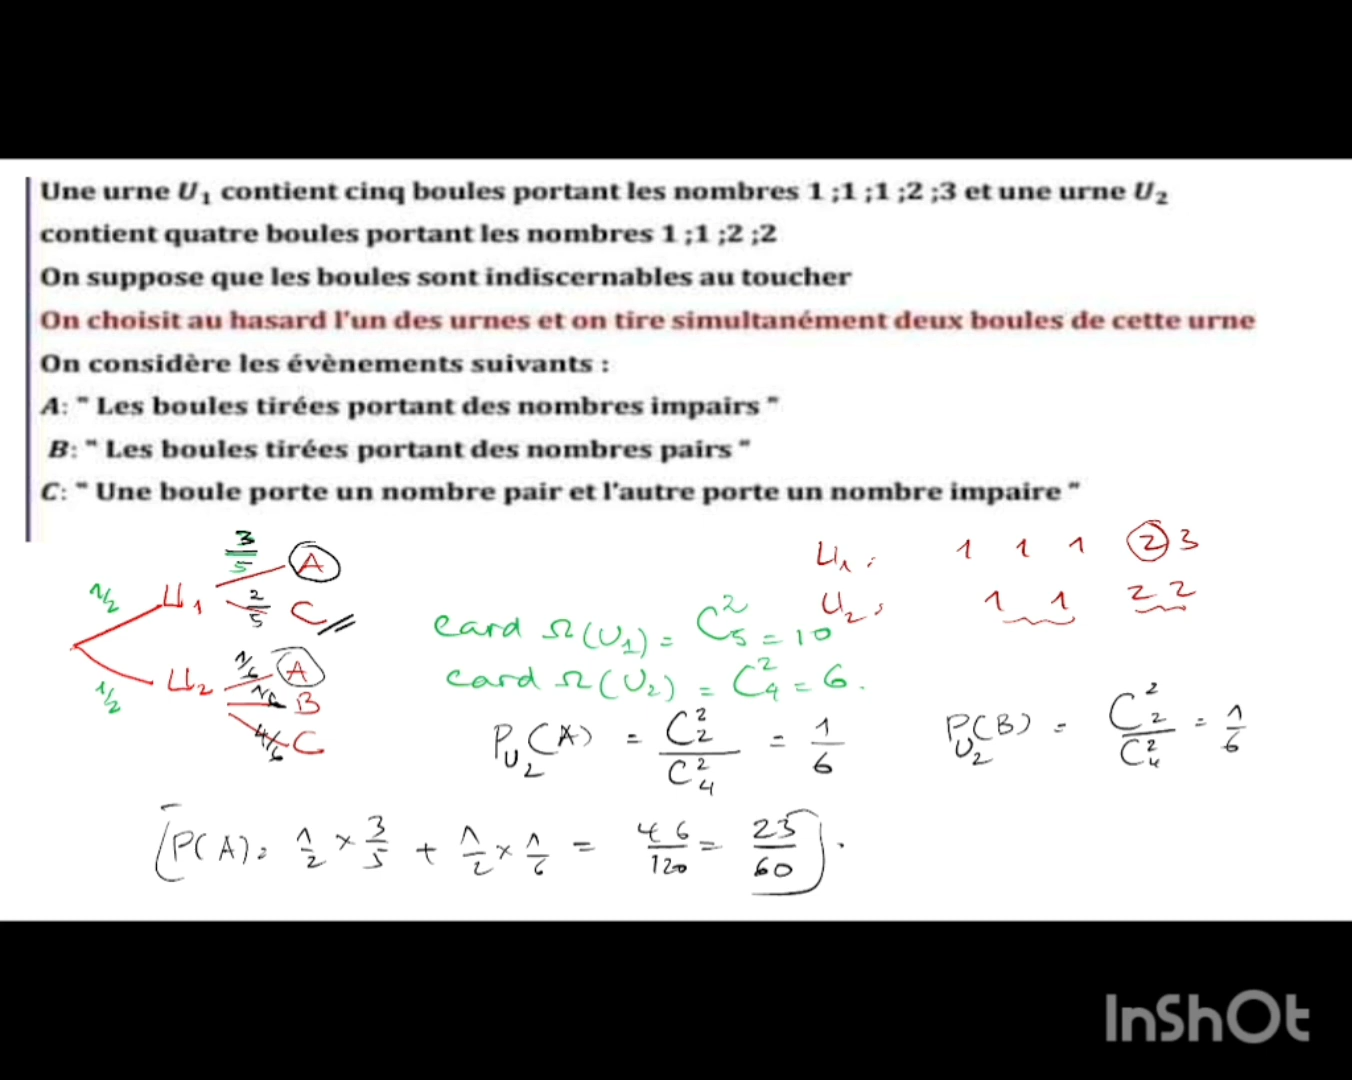 Une urne U₁ contient cinq boules portant les nombres 1 ;1 ;1 ;2 ;3 et une urne U₂
contient quatre boules portant les nombres 1 ;1 ;2 ;2
On suppose que les boules sont indiscernables au toucher
On choisit au hasard l'un des urnes et on tire simultanément deux boules de cette urne
On considère les évènements suivants :
A: " Les boules tirées portant des nombres impairs "
B: " Les boules tirées portant des nombres pairs "
C: " Une boule porte un nombre pair et l'autre porte un nombre impaire "
3/5 A
1/2 U₁
2/5 C
U₁ : 1 1 1 2 3
U₂ : 1 1 2 2
card Ω(U₁) = C₅² = 10
1/2 U₂
1/6 A
1/6 B
4/6 C
card Ω(U₂) = C₄² = 6.
P_U₂(A) = C₂²/C₄² = 1/6
P_U₂(B) = C₂²/C₄² = 1/6
P(A) = 1/2 × 3/5 + 1/2 × 1/6 = 46/120 = 23/60.
InShOt